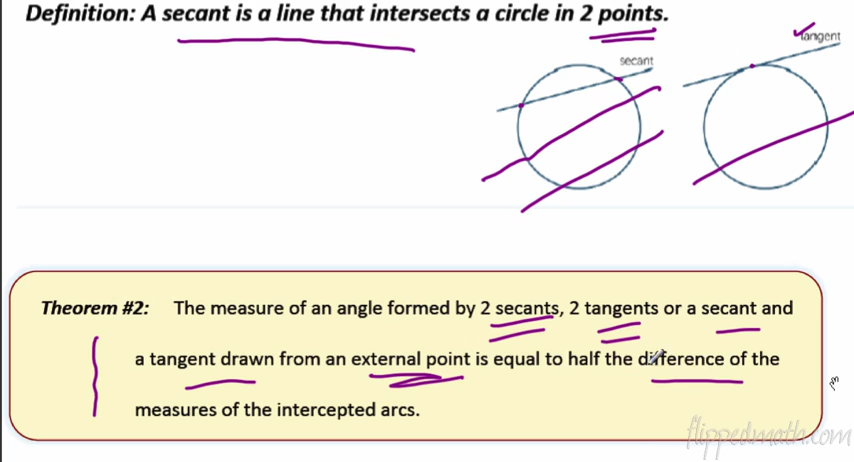 Definition: A secant is a line that intersects a circle in 2 points.
tangent
secant
Theorem #2: The measure of an angle formed by 2 secants, 2 tangents or a secant and
a tangent drawn from an external point is equal to half the difference of the
measures of the intercepted arcs.
flippedmath.com